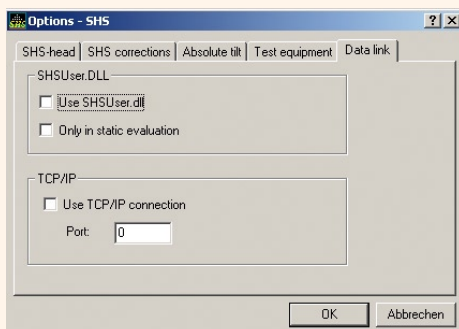 Options - SHS
SHS-head SHS corrections Absolute tilt Test equipment Data link
SHSUser.DLL
Use SHSUser.dll
Only in static evaluation
TCP/IP
Use TCP/IP connection
Port: 0
OK Abbrechen